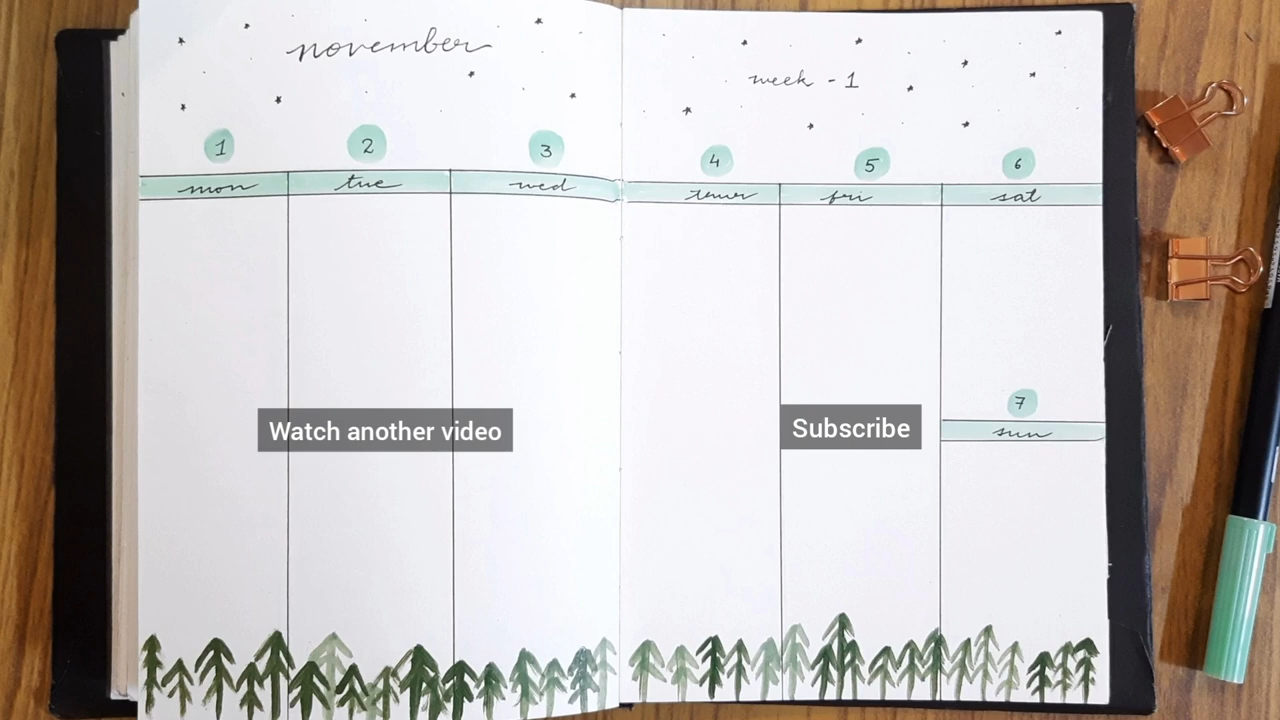 november
week - 1
1
2
3
4
5
6
mon
tue
wed
fri
sat
7
sun
Watch another video
Subscribe